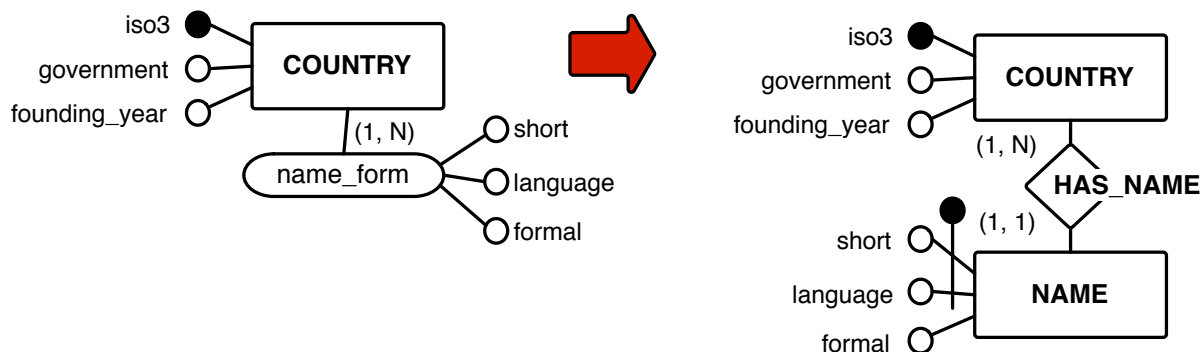 iso3
government
founding_year
COUNTRY
(1, N)
name_form
short
language
formal
iso3
government
founding_year
COUNTRY
(1, N)
HAS_NAME
(1, 1)
short
language
formal
NAME